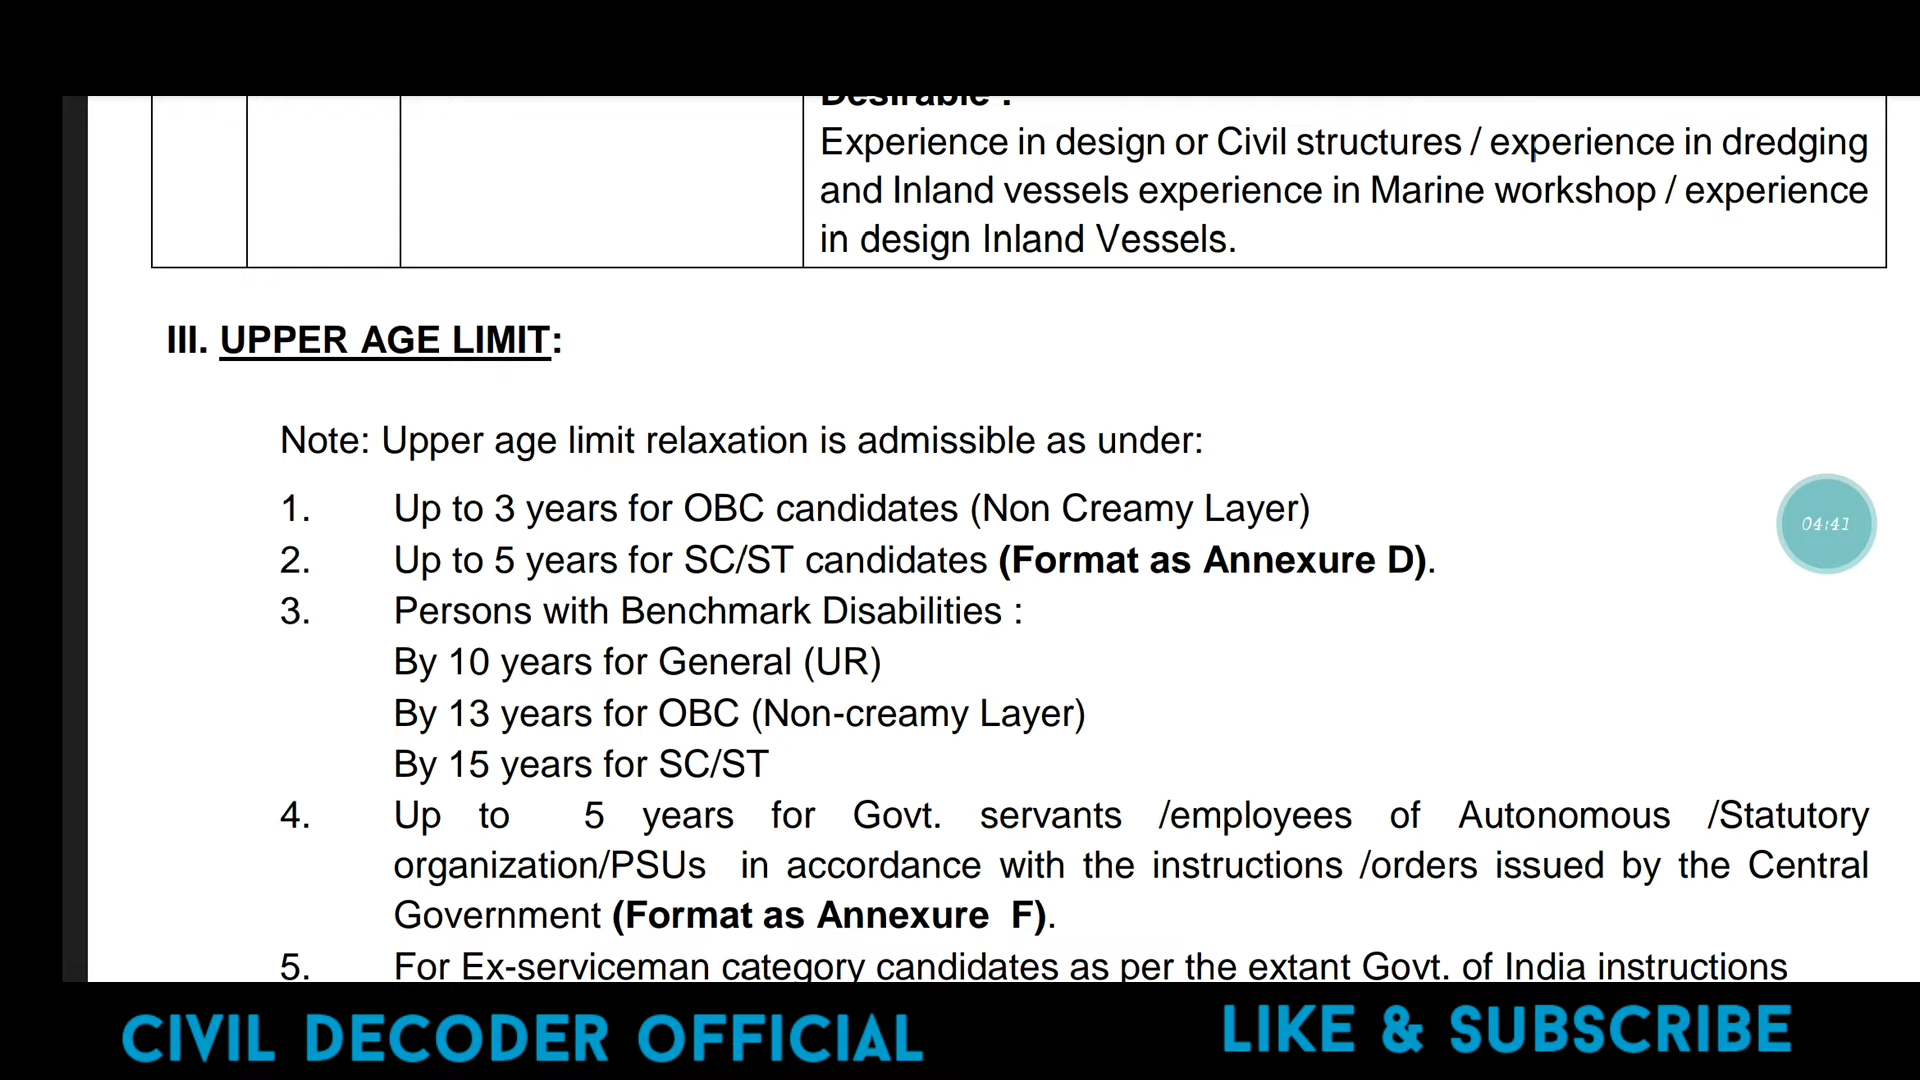 Desirable :
Experience in design or Civil structures / experience in dredging
and Inland vessels experience in Marine workshop / experience
in design Inland Vessels.
III. UPPER AGE LIMIT:
Note: Upper age limit relaxation is admissible as under:
1. Up to 3 years for OBC candidates (Non Creamy Layer)
2. Up to 5 years for SC/ST candidates (Format as Annexure D).
3. Persons with Benchmark Disabilities :
By 10 years for General (UR)
By 13 years for OBC (Non-creamy Layer)
By 15 years for SC/ST
4. Up to 5 years for Govt. servants /employees of Autonomous /Statutory
organization/PSUs in accordance with the instructions /orders issued by the Central
Government (Format as Annexure F).
5. For Ex-serviceman category candidates as per the extant Govt. of India instructions
04:41
CIVIL DECODER OFFICIAL
LIKE & SUBSCRIBE